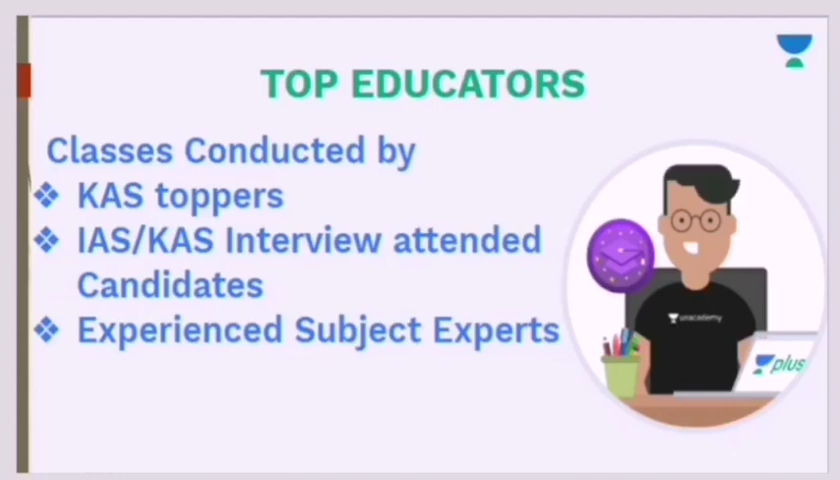 TOP EDUCATORS
Classes Conducted by
❖ KAS toppers
❖ IAS/KAS Interview attended
Candidates
❖ Experienced Subject Experts
unacademy
plus